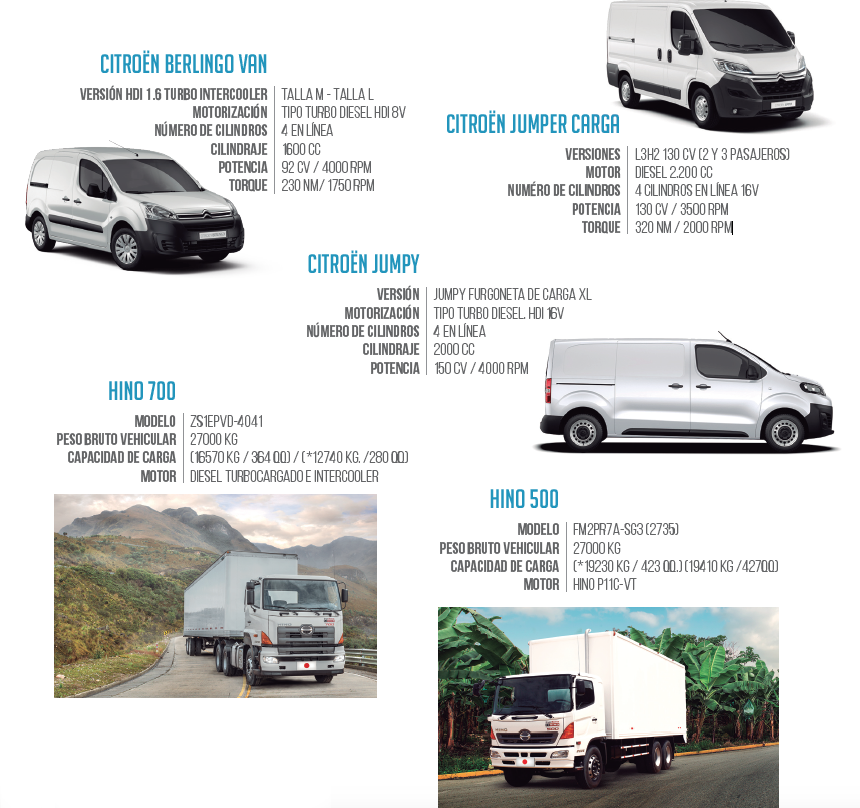 CITROËN BERLINGO VAN
VERSIÓN HDI 1.6 TURBO INTERCOOLER TALLA M - TALLA L
MOTORIZACIÓN TIPO TURBO DIESEL HDI 8V
NÚMERO DE CILINDROS 4 EN LÍNEA
CILINDRAJE 1600 CC
POTENCIA 92 CV / 4000 RPM
TORQUE 230 NM/ 1750 RPM
CITROËN JUMPER CARGA
VERSIONES L3H2 130 CV (2 Y 3 PASAJEROS)
MOTOR DIESEL 2.200 CC
NUMÉRO DE CILINDROS 4 CILINDROS EN LÍNEA 16V
POTENCIA 130 CV / 3500 RPM
TORQUE 320 NM / 2000 RPM
CITROËN JUMPY
VERSIÓN JUMPY FURGONETA DE CARGA XL
MOTORIZACIÓN TIPO TURBO DIESEL. HDI 16V
NÚMERO DE CILINDROS 4 EN LÍNEA
CILINDRAJE 2000 CC
POTENCIA 150 CV / 4000 RPM
HINO 700
MODELO ZS1EPVD-4041
PESO BRUTO VEHICULAR 27000 KG
CAPACIDAD DE CARGA (16570 KG / 364 QQ) / (*12740 KG. /280 QQ)
MOTOR DIESEL TURBOCARGADO E INTERCOOLER
HINO 500
MODELO FM2PR7A-SG3 (2735)
PESO BRUTO VEHICULAR 27000 KG
CAPACIDAD DE CARGA (*19230 KG / 423 QQ.) (19410 KG /427QQ)
MOTOR HINO P11C-VT
HINO
700
HINO
500